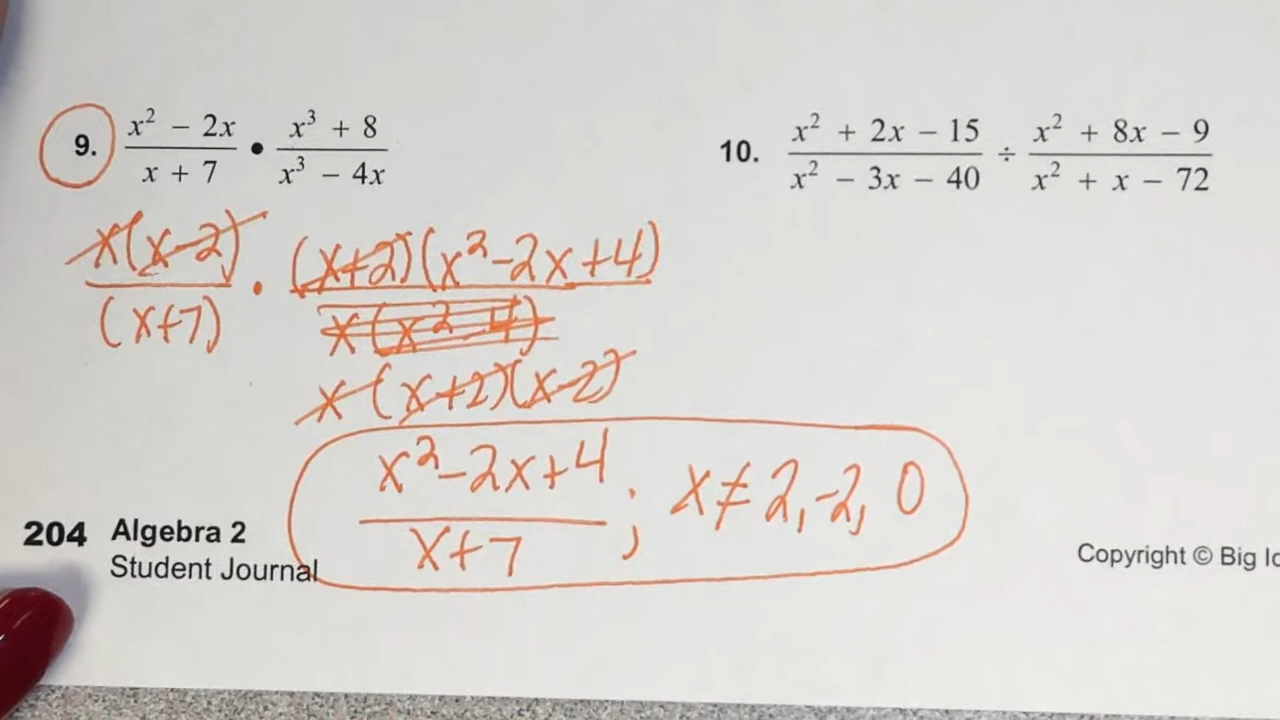 9. x² − 2x / x + 7 • x³ + 8 / x³ − 4x
x(x-2) / (x+7) · (x+2)(x²-2x+4) / x(x²-4)
x(x+2)(x-2)
x²-2x+4 / x+7 ; x≠2,-2, 0
10. x² + 2x − 15 / x² − 3x − 40 ÷ x² + 8x − 9 / x² + x − 72
204 Algebra 2
Student Journal
Copyright © Big